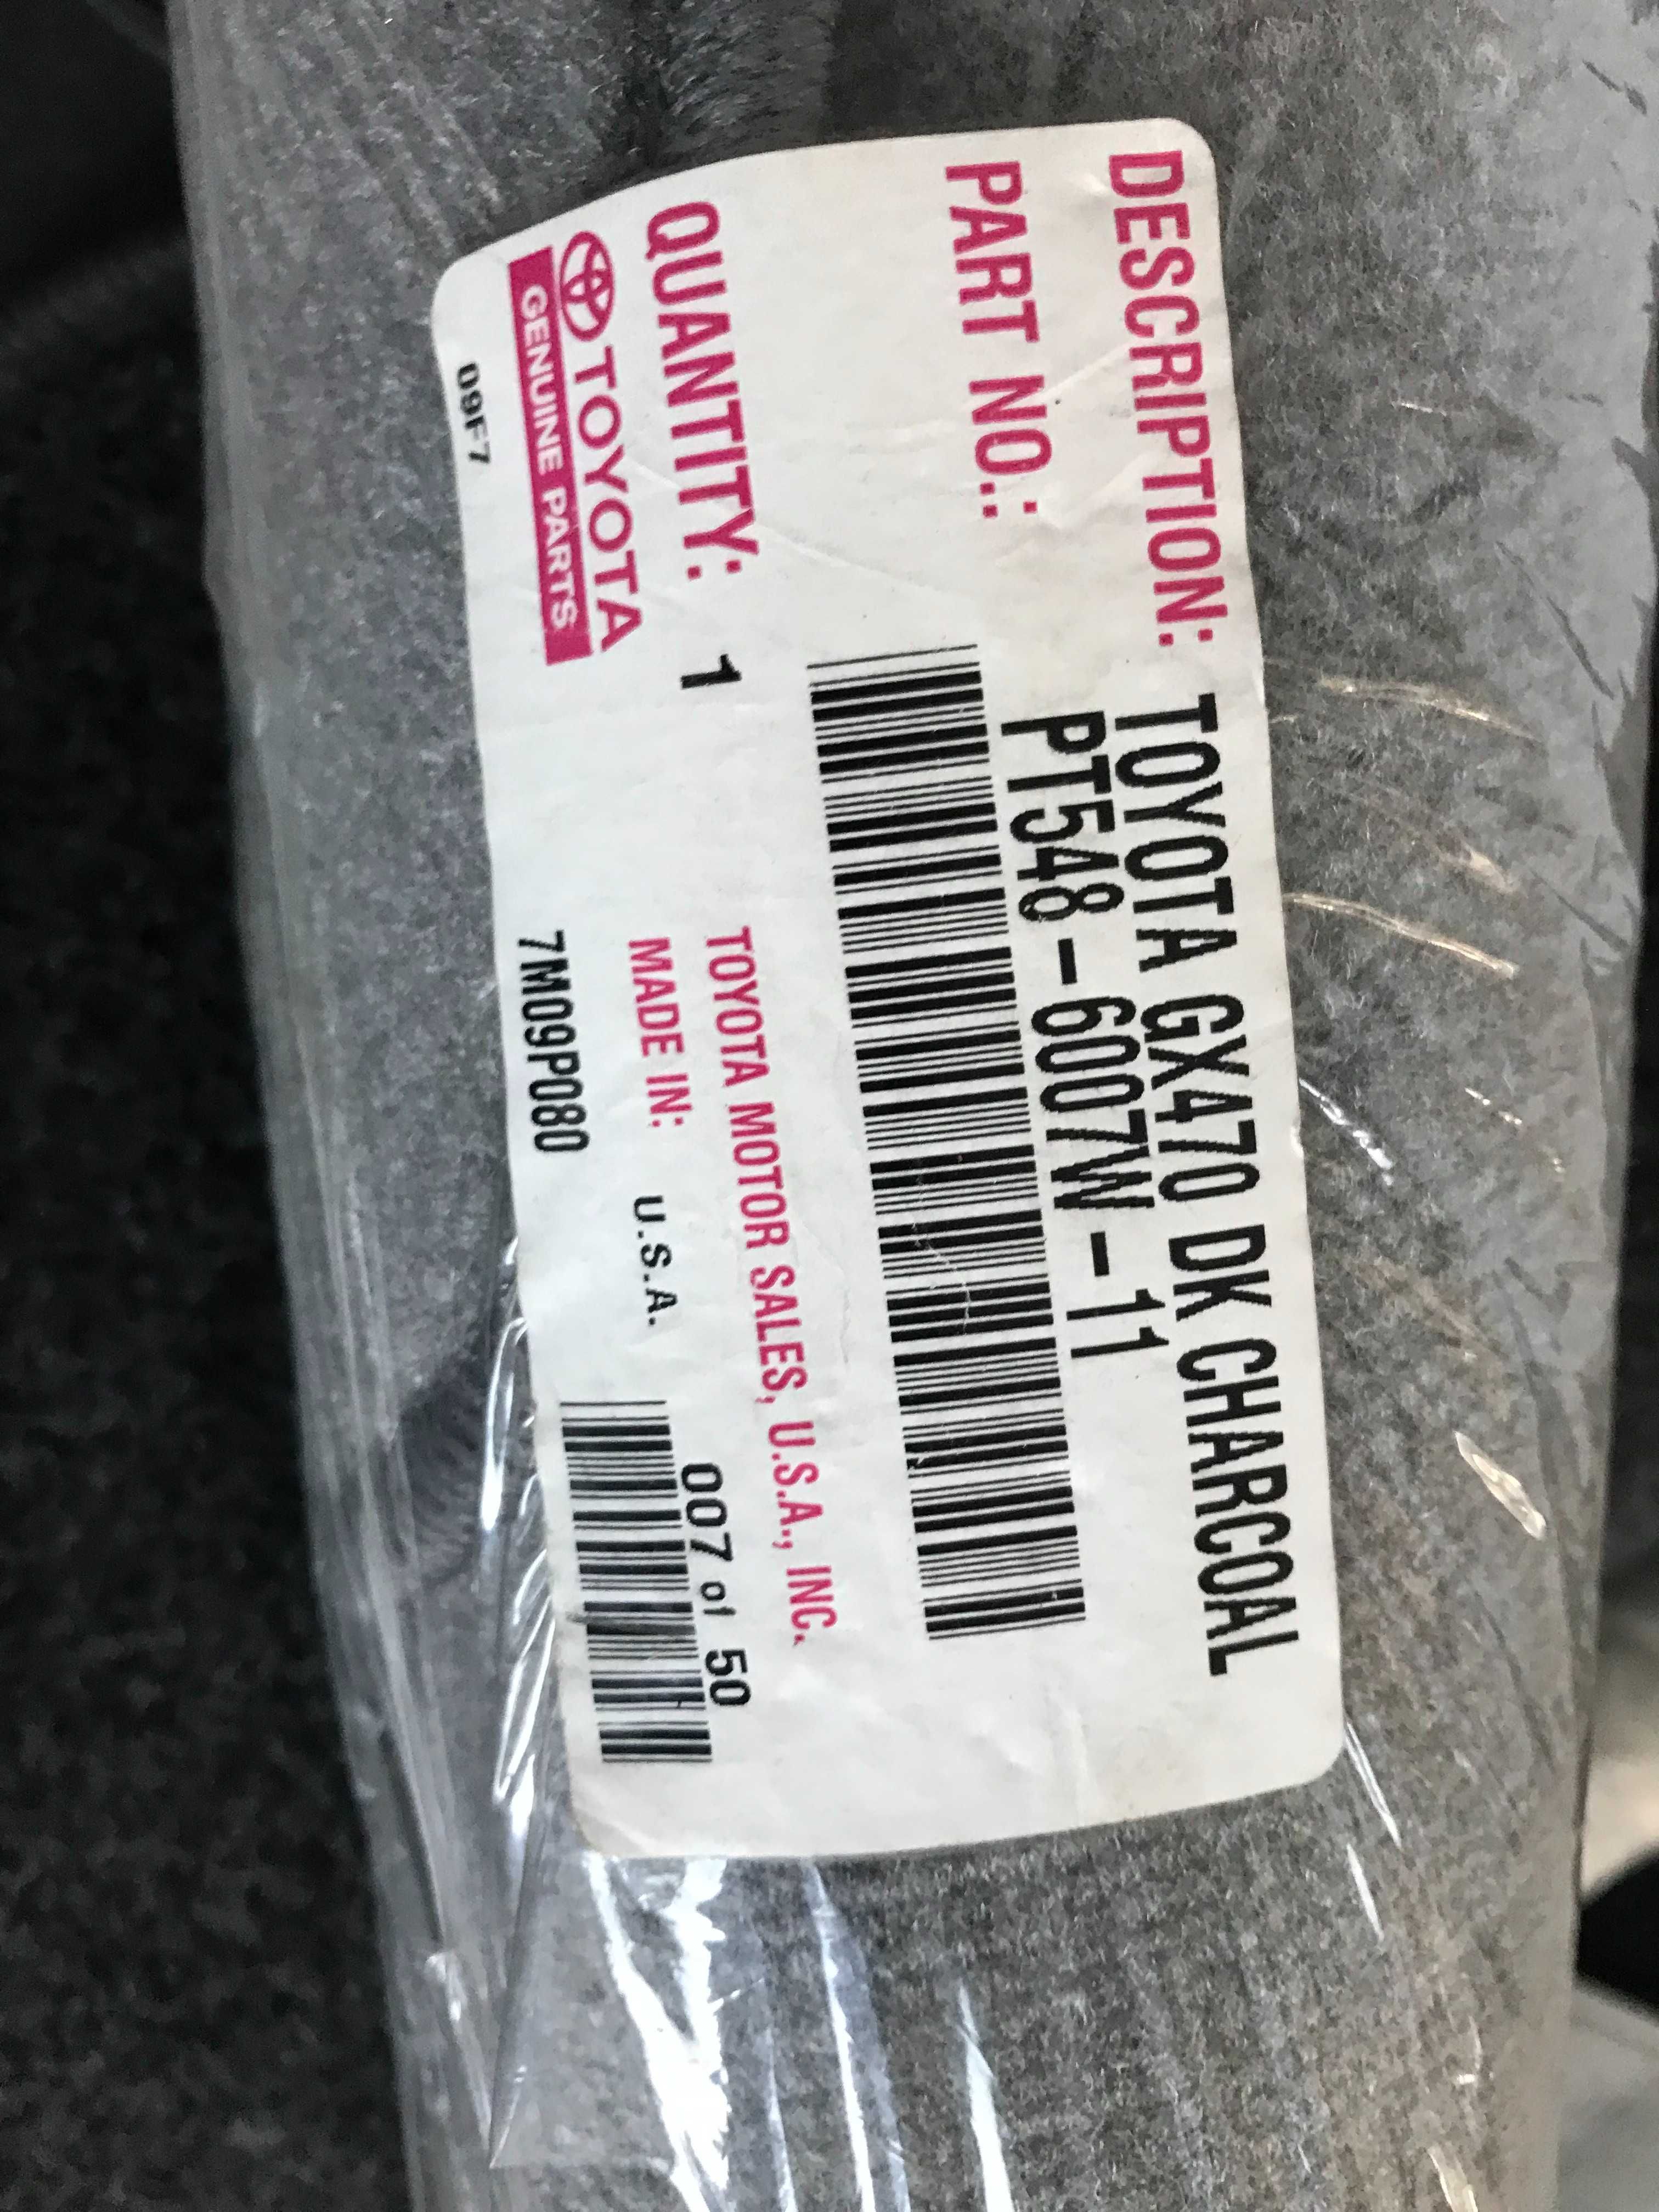 DESCRIPTION: TOYOTA GX470 DK CHARCOAL
PART NO.: PT548-6007W-11
QUANTITY: 1
TOYOTA MOTOR SALES, U.S.A., INC.
MADE IN: U.S.A.
007 of 50
TOYOTA
GENUINE PARTS
7M09P080
09F7